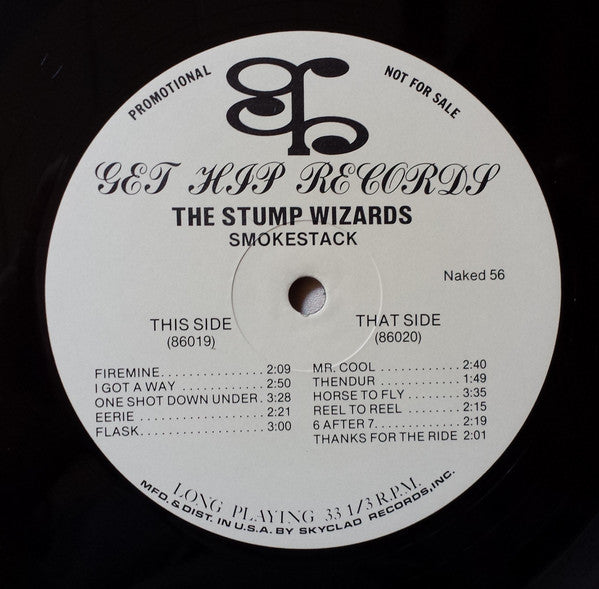 PROMOTIONAL
NOT FOR SALE
gh
GET HIP RECORDS
THE STUMP WIZARDS
SMOKESTACK
Naked 56
THIS SIDE
(86019)
FIREMINE................ 2:09
I GOT A WAY ............ 2:50
ONE SHOT DOWN UNDER. 3:28
EERIE .................. 2:21
FLASK................... 3:00
THAT SIDE
(86020)
MR. COOL ............ 2:40
THENDUR ............. 1:49
HORSE TO FLY ......... 3:35
REEL TO REEL ......... 2:15
6 AFTER 7............. 2:19
THANKS FOR THE RIDE 2:01
LONG PLAYING 33 1/3 R.P.M.
MFD. & DIST. IN U.S.A. BY SKYCLAD RECORDS, INC.